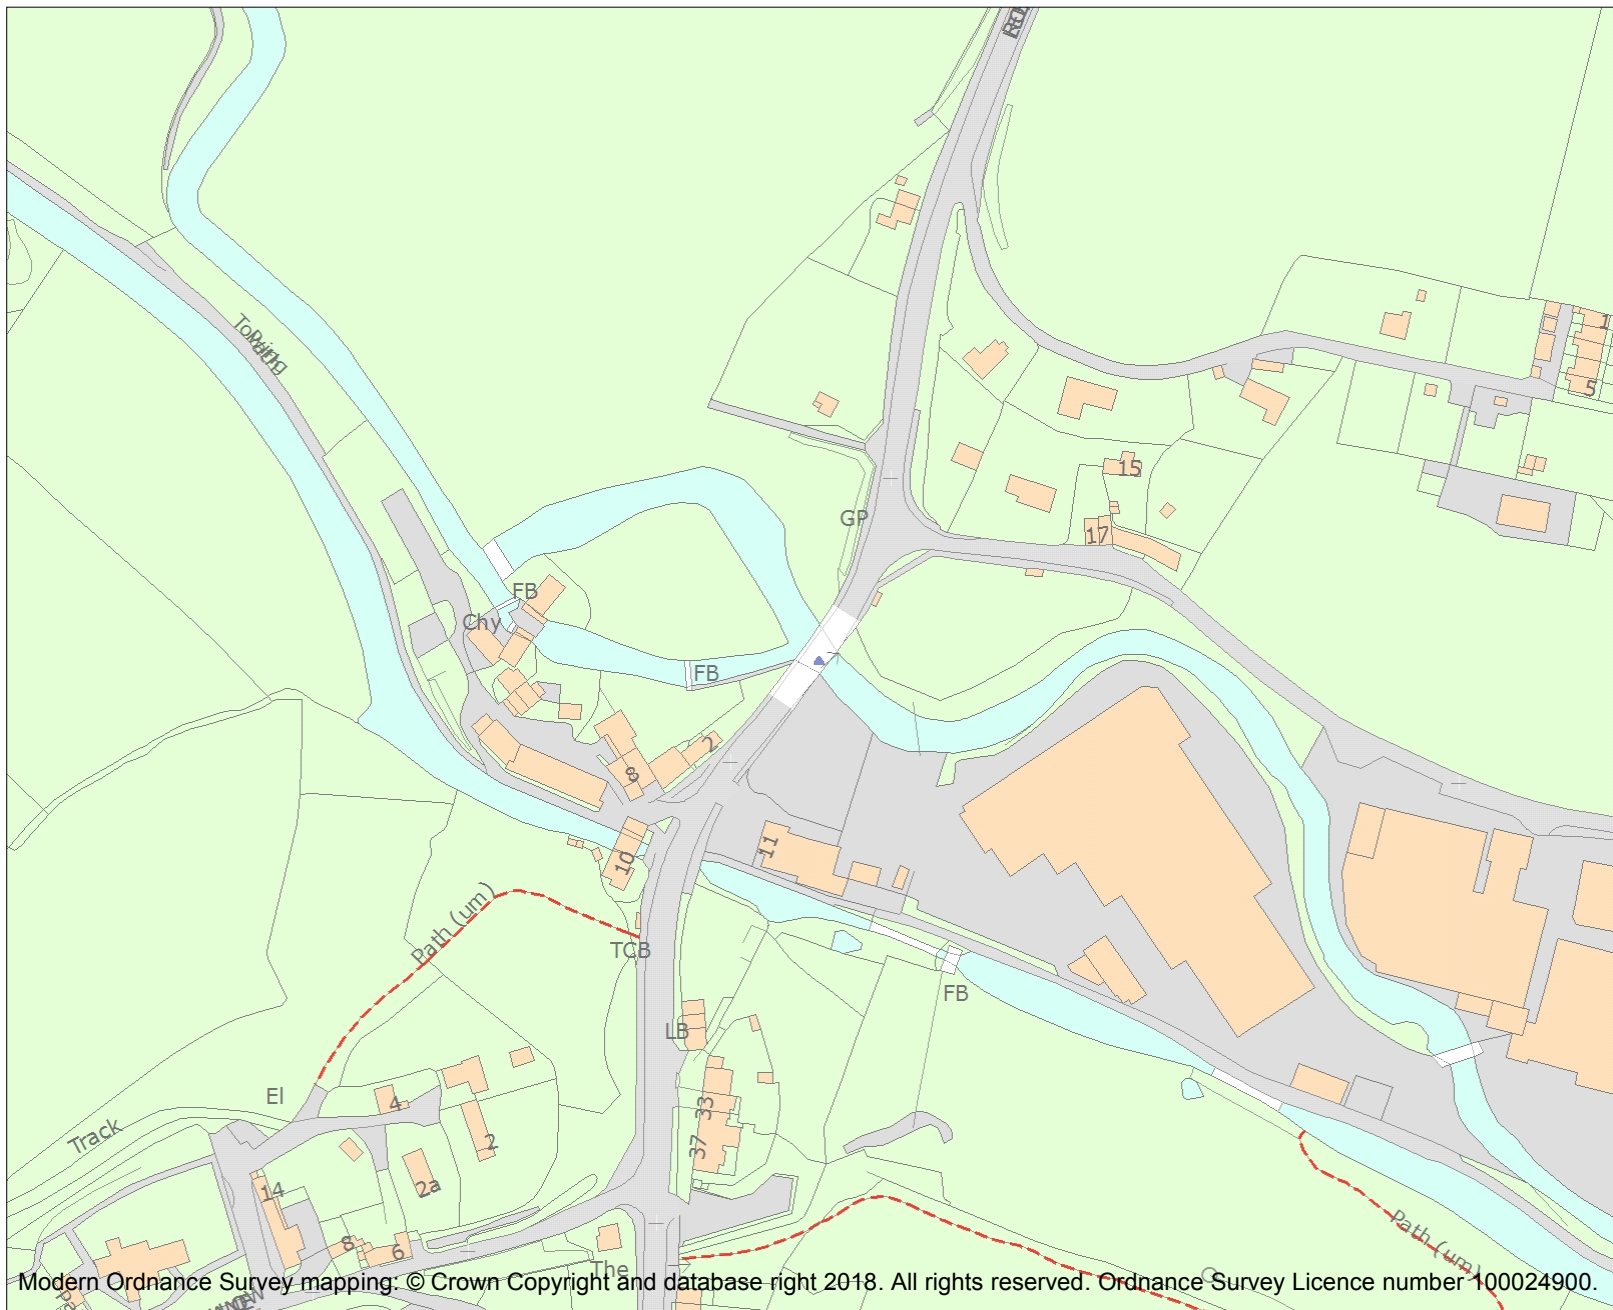 Towing
Path
1
5
15
GP
17
FB
Chy
FB
2
8
11
10
Path (um)
TCB
FB
LB
El
4
33
Track
2
37
2a
14
Path (um)
8
6
The
Modern Ordnance Survey mapping: © Crown Copyright and database right 2018. All rights reserved. Ordnance Survey Licence number 100024900.